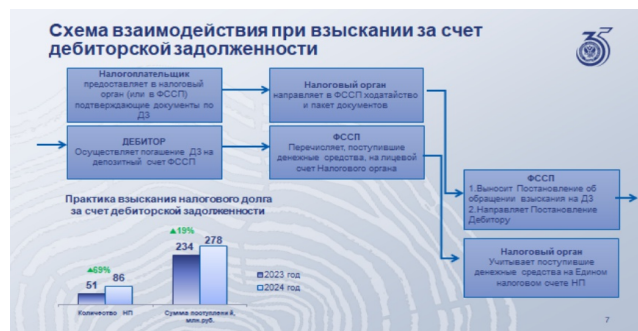 Схема взаимодействия при взыскании за счет
дебиторской задолженности
35
Налогоплательщик
предоставляет в налоговый
орган (или в ФССП)
подтверждающие документы по
ДЗ
Налоговый орган
направляет в ФССП ходатайство
и пакет документов
ДЕБИТОР
Осуществляет погашение ДЗ на
депозитный счет ФССП
ФССП
Перечисляет, поступившие
денежные средства, на лицевой
счет Налогового органа
ФССП
1.Выносит Постановление об
обращении взыскания на ДЗ
2.Направляет Постановление
Дебитору
Налоговый орган
Учитывает поступившие
денежные средства на Едином
налоговом счете НП
Практика взыскания налогового долга
за счет дебиторской задолженности
▲69%
51
86
▲19%
234
278
2023 год
2024 год
Количество НП
Сумма поступлений,
млн.руб.
7